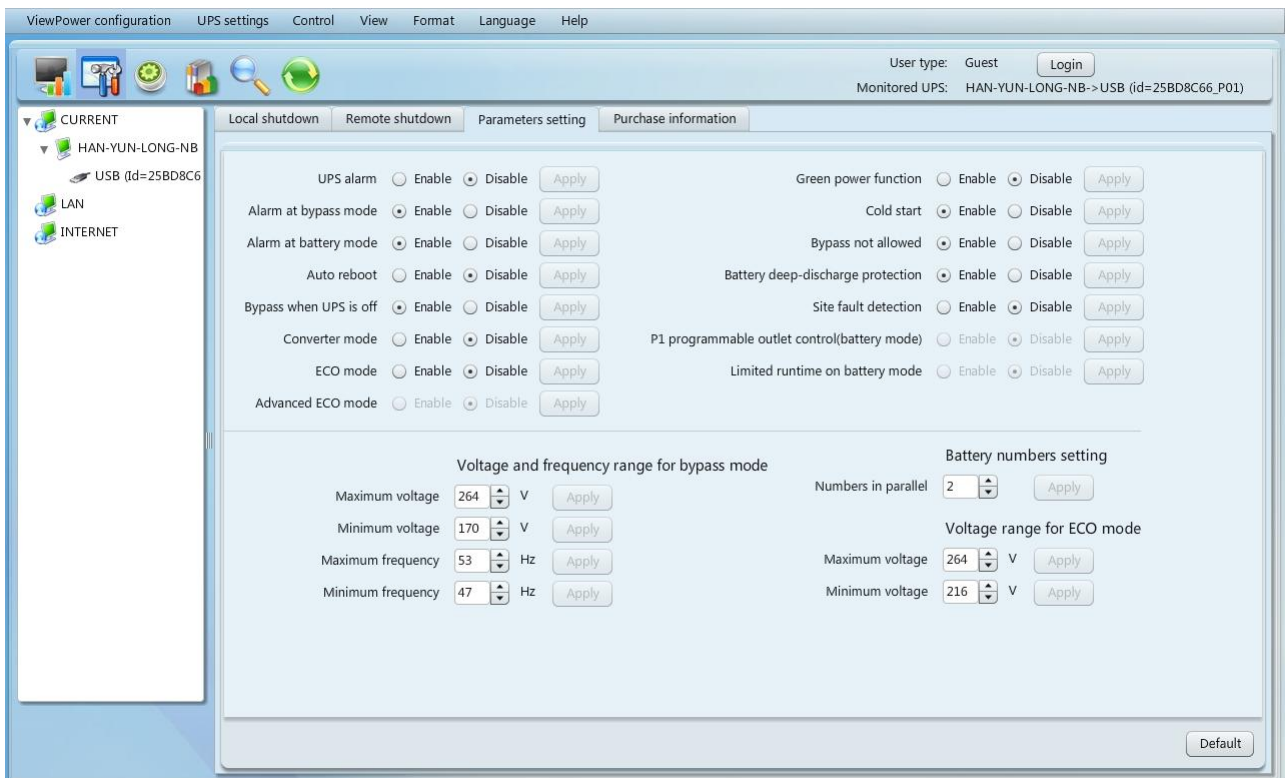 ViewPower configuration UPS settings Control View Format Language Help
User type: Guest Login
Monitored UPS: HAN-YUN-LONG-NB->USB (id=25BD8C66_P01)
CURRENT
HAN-YUN-LONG-NB
USB (Id=25BD8C6
LAN
INTERNET
Local shutdown Remote shutdown Parameters setting Purchase information
UPS alarm Enable Disable Apply Green power function Enable Disable Apply
Alarm at bypass mode Enable Disable Apply Cold start Enable Disable Apply
Alarm at battery mode Enable Disable Apply Bypass not allowed Enable Disable Apply
Auto reboot Enable Disable Apply Battery deep-discharge protection Enable Disable Apply
Bypass when UPS is off Enable Disable Apply Site fault detection Enable Disable Apply
Converter mode Enable Disable Apply P1 programmable outlet control(battery mode) Enable Disable Apply
ECO mode Enable Disable Apply Limited runtime on battery mode Enable Disable Apply
Advanced ECO mode Enable Disable Apply
Voltage and frequency range for bypass mode
Maximum voltage 264 V Apply
Minimum voltage 170 V Apply
Maximum frequency 53 Hz Apply
Minimum frequency 47 Hz Apply
Battery numbers setting
Numbers in parallel 2 Apply
Voltage range for ECO mode
Maximum voltage 264 V Apply
Minimum voltage 216 V Apply
Default